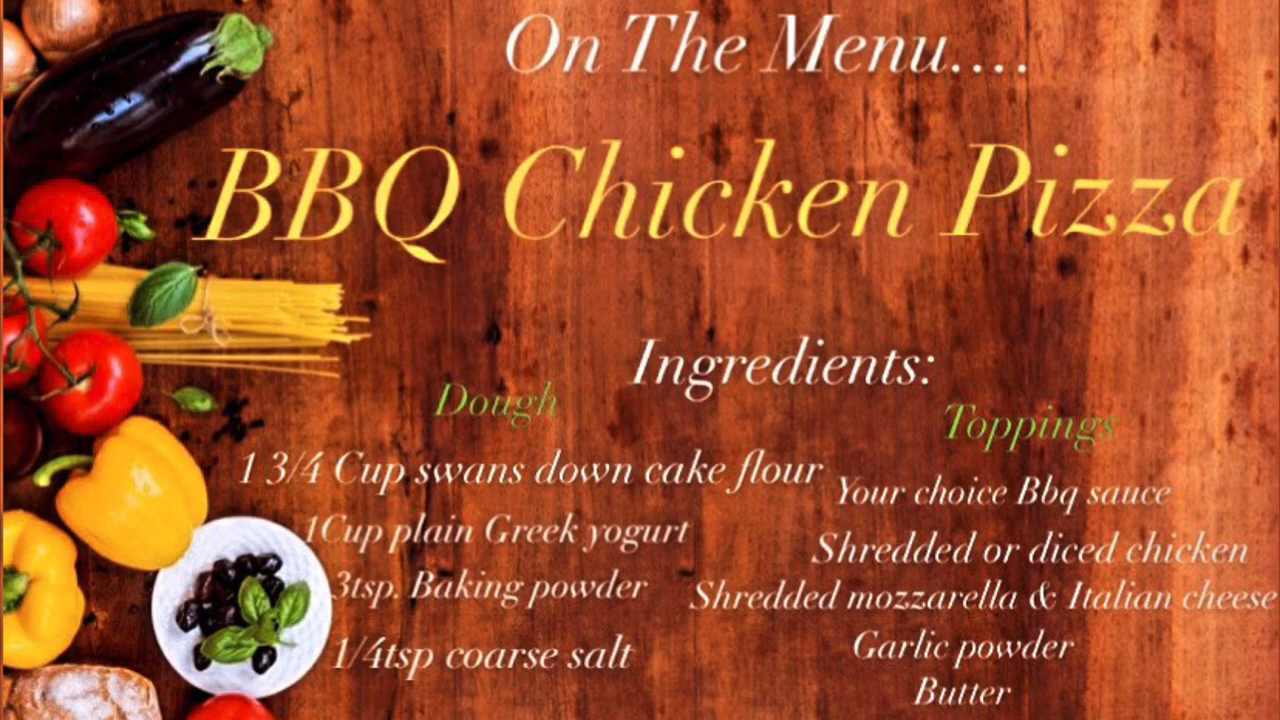 On The Menu....
BBQ Chicken Pizza
Ingredients:
Dough
1 3/4 Cup swans down cake flour
1Cup plain Greek yogurt
3tsp. Baking powder
1/4tsp coarse salt
Toppings
Your choice Bbq sauce
Shredded or diced chicken
Shredded mozzarella & Italian cheese
Garlic powder
Butter